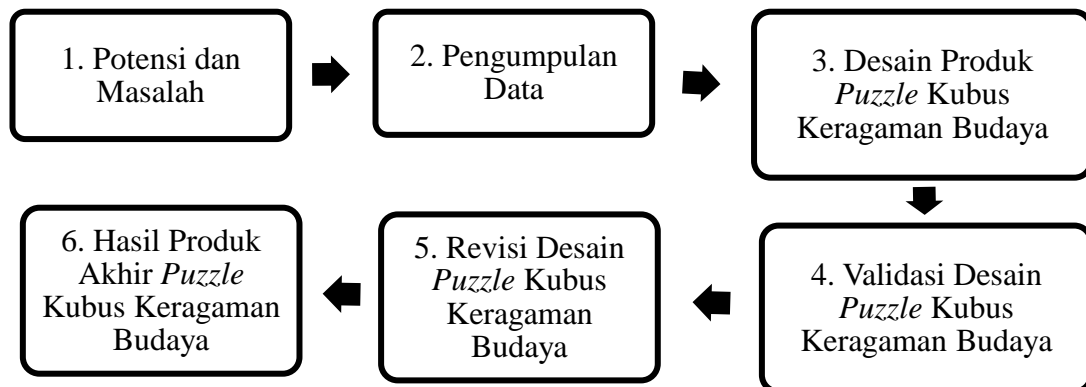 1. Potensi dan
Masalah
2. Pengumpulan
Data
3. Desain Produk
Puzzle Kubus
Keragaman Budaya
4. Validasi Desain
Puzzle Kubus
Keragaman Budaya
5. Revisi Desain
Puzzle Kubus
Keragaman
Budaya
6. Hasil Produk
Akhir Puzzle
Kubus Keragaman
Budaya